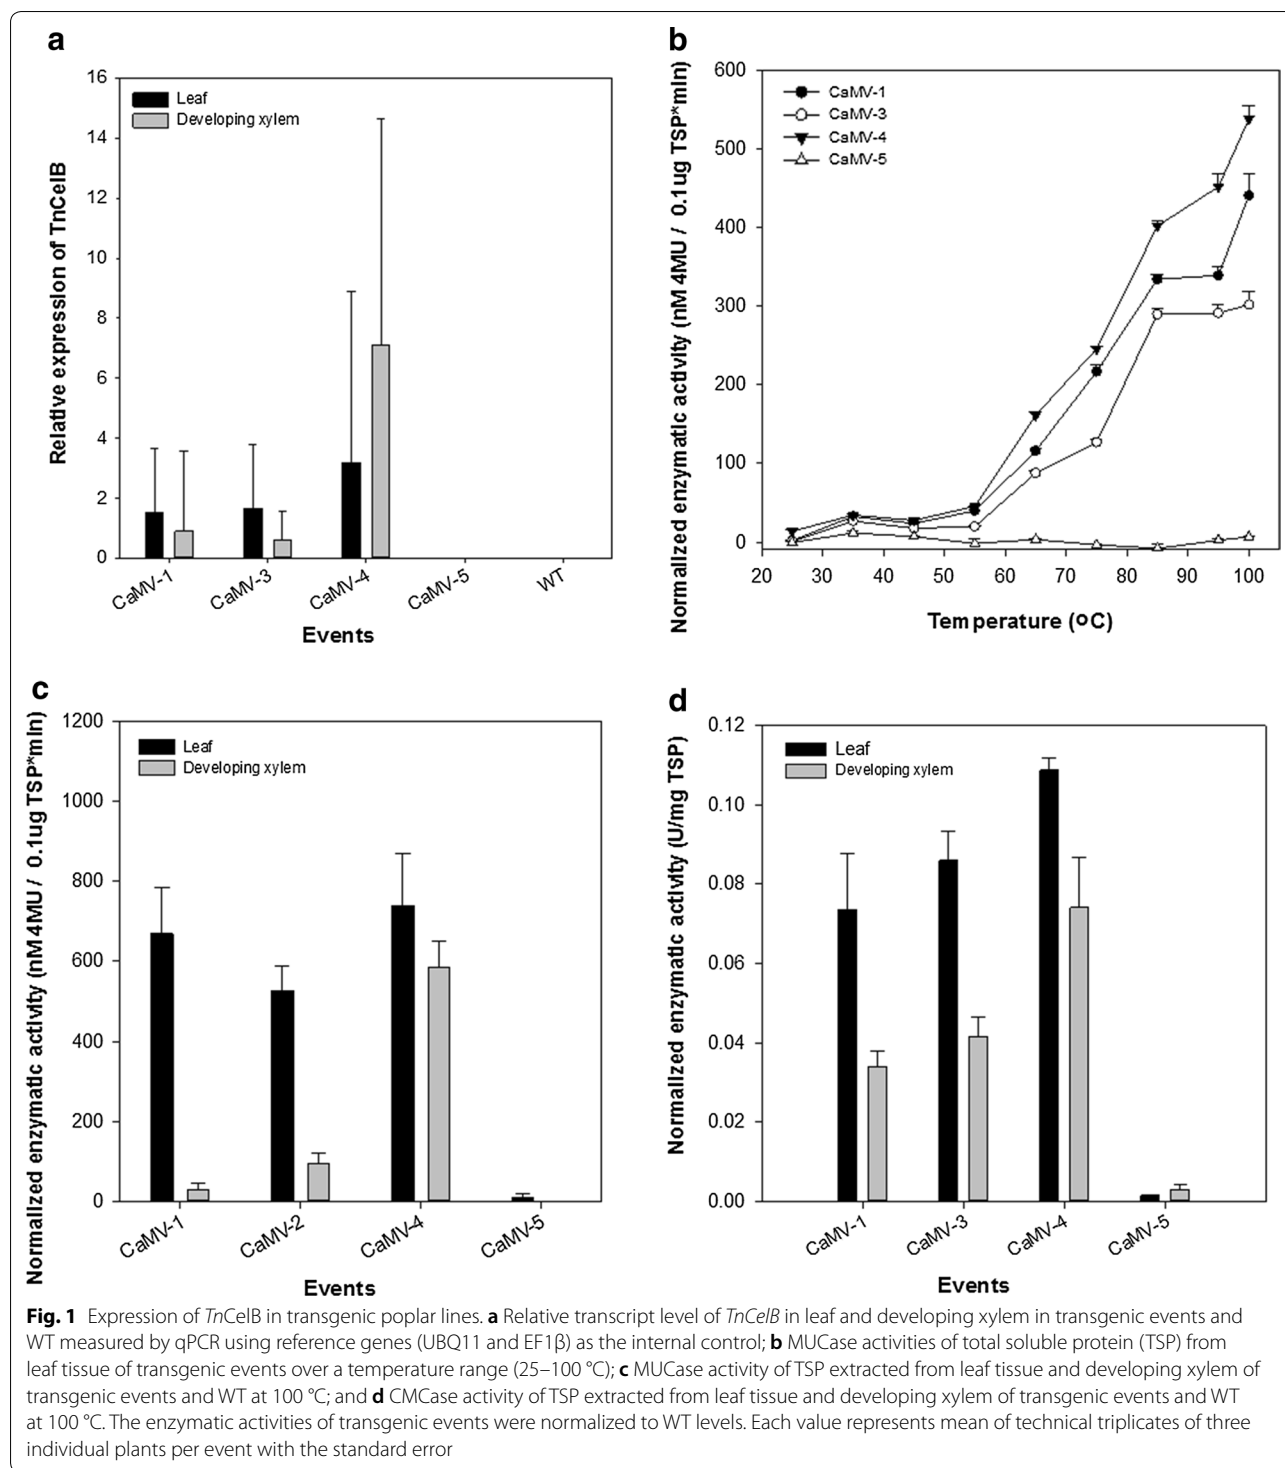 a
16
14
12
10
8
6
4
2
0
Relative expression of TnCelB
Leaf
Developing xylem
CaMV-1
CaMV-3
CaMV-4
CaMV-5
WT
Events
b
600
500
400
300
200
100
0
Normalized enzymatic activity (nM 4MU / 0.1ug TSP*min)
CaMV-1
CaMV-3
CaMV-4
CaMV-5
20 30 40 50 60 70 80 90 100
Temperature (oC)
c
1200
1000
800
600
400
200
0
Normalized enzymatic activity (nM 4MU / 0.1ug TSP*min)
Leaf
Developing xylem
CaMV-1
CaMV-2
CaMV-4
CaMV-5
Events
d
0.12
0.10
0.08
0.06
0.04
0.02
0.00
Normalized enzymatic activity (U/mg TSP)
Leaf
Developing xylem
CaMV-1
CaMV-3
CaMV-4
CaMV-5
Events
Fig. 1 Expression of TnCelB in transgenic poplar lines. a Relative transcript level of TnCelB in leaf and developing xylem in transgenic events and
WT measured by qPCR using reference genes (UBQ11 and EF1β) as the internal control; b MUCase activities of total soluble protein (TSP) from
leaf tissue of transgenic events over a temperature range (25–100 °C); c MUCase activity of TSP extracted from leaf tissue and developing xylem of
transgenic events and WT at 100 °C; and d CMCase activity of TSP extracted from leaf tissue and developing xylem of transgenic events and WT
at 100 °C. The enzymatic activities of transgenic events were normalized to WT levels. Each value represents mean of technical triplicates of three
individual plants per event with the standard error